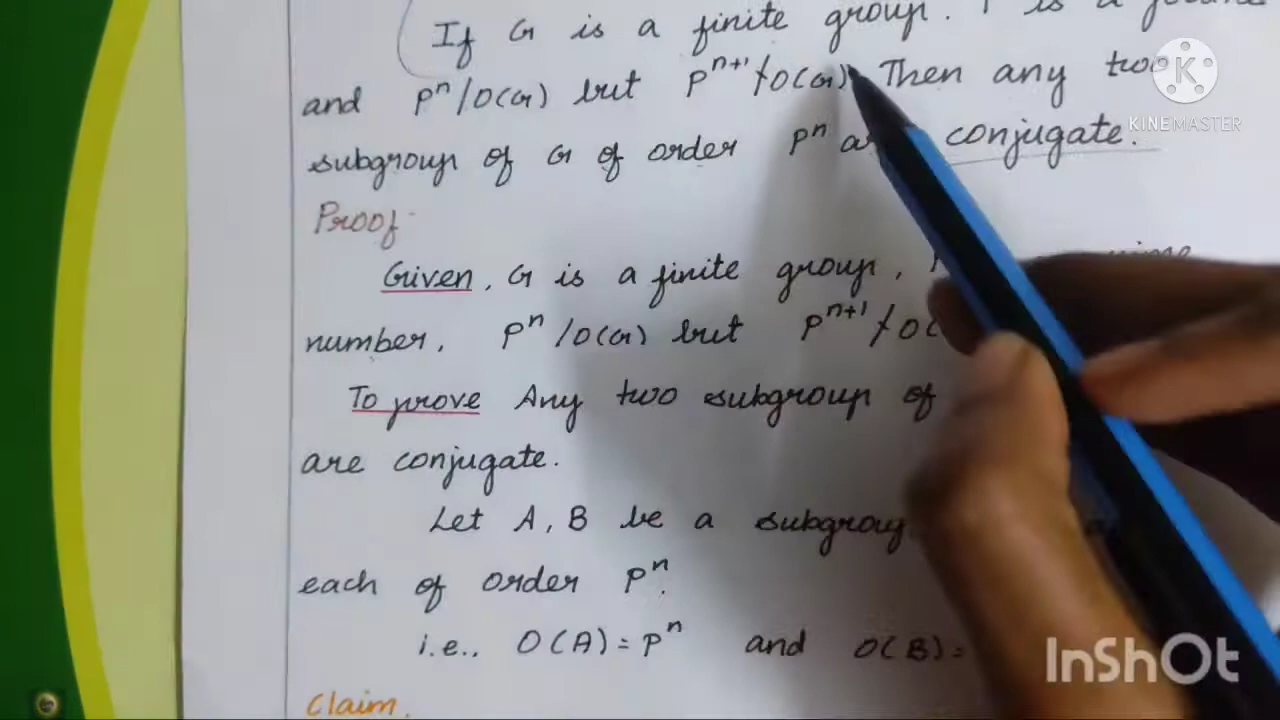 If G is a finite group. P is a
and pⁿ/O(G) but pⁿ⁺¹∤O(G) Then any two
subgroup of G of order pⁿ are conjugate.
Proof
Given, G is a finite group,
number, pⁿ/O(G) but pⁿ⁺¹∤O(
To prove Any two subgroup of
are conjugate.
Let A, B be a subgroup
each of order pⁿ.
i.e., O(A)=pⁿ and O(B)=
Claim.
KINEMASTER
InShOt